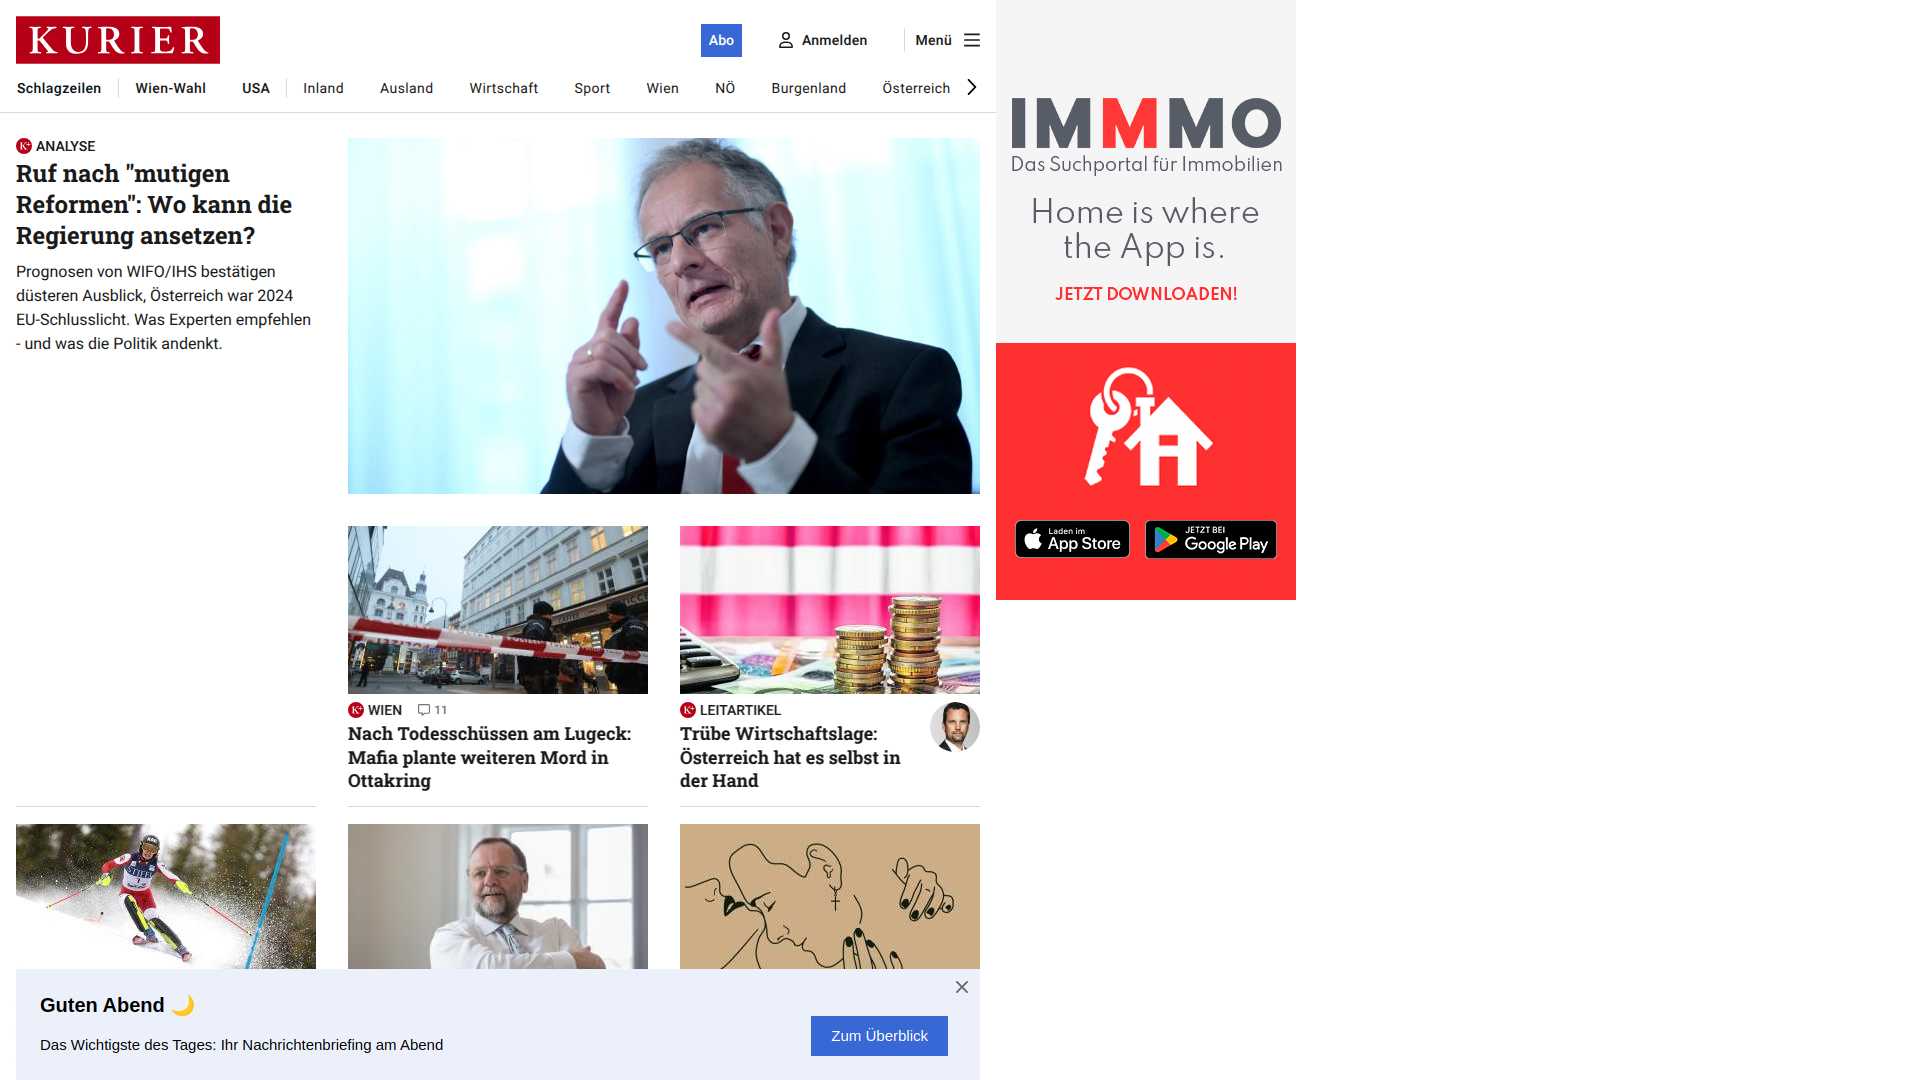 KURIER
Abo
Anmelden
Menü
Schlagzeilen
Wien-Wahl
USA
Inland
Ausland
Wirtschaft
Sport
Wien
NÖ
Burgenland
Österreich
ANALYSE
Ruf nach "mutigen
Reformen": Wo kann die
Regierung ansetzen?
Prognosen von WIFO/IHS bestätigen
düsteren Ausblick, Österreich war 2024
EU-Schlusslicht. Was Experten empfehlen
- und was die Politik andenkt.
WIEN 11
Nach Todesschüssen am Lugeck:
Mafia plante weiteren Mord in
Ottakring
LEITARTIKEL
Trübe Wirtschaftslage:
Österreich hat es selbst in
der Hand
Guten Abend 🌙
Das Wichtigste des Tages: Ihr Nachrichtenbriefing am Abend
Zum Überblick
IMMMO
Das Suchportal für Immobilien
Home is where
the App is.
JETZT DOWNLOADEN!
Laden im
App Store
JETZT BEI
Google Play